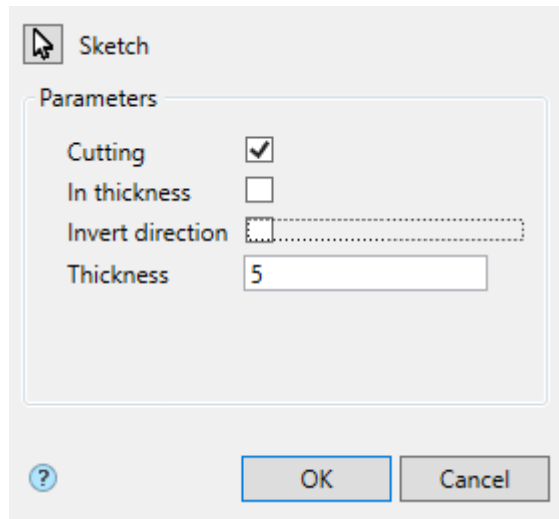 Sketch
Parameters
Cutting
In thickness
Invert direction
Thickness 5
? OK Cancel